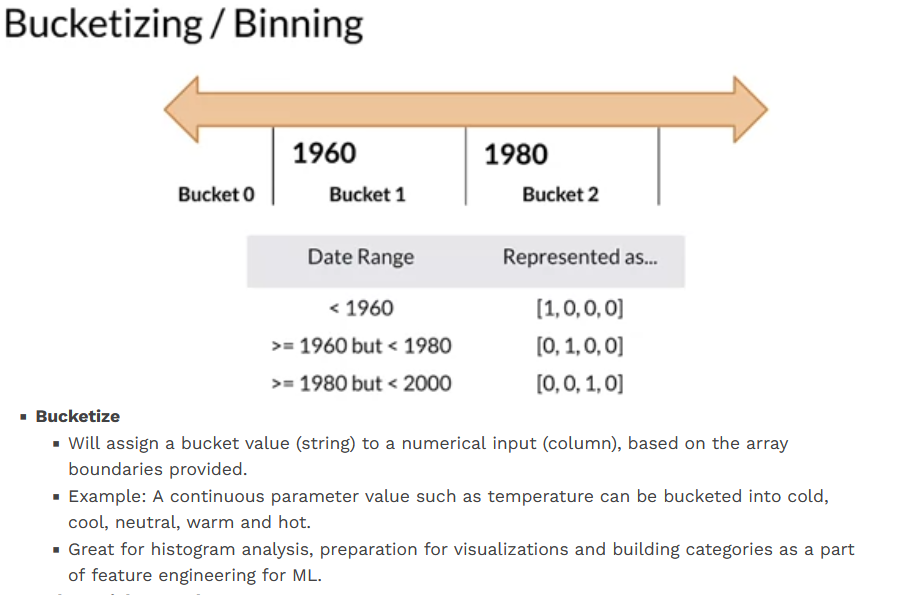 Bucketizing / Binning
1960
1980
Bucket 0
Bucket 1
Bucket 2
Date Range Represented as...
< 1960 [1, 0, 0, 0]
>= 1960 but < 1980 [0, 1, 0, 0]
>= 1980 but < 2000 [0, 0, 1, 0]
▪ Bucketize
▪ Will assign a bucket value (string) to a numerical input (column), based on the array
boundaries provided.
▪ Example: A continuous parameter value such as temperature can be bucketed into cold,
cool, neutral, warm and hot.
▪ Great for histogram analysis, preparation for visualizations and building categories as a part
of feature engineering for ML.